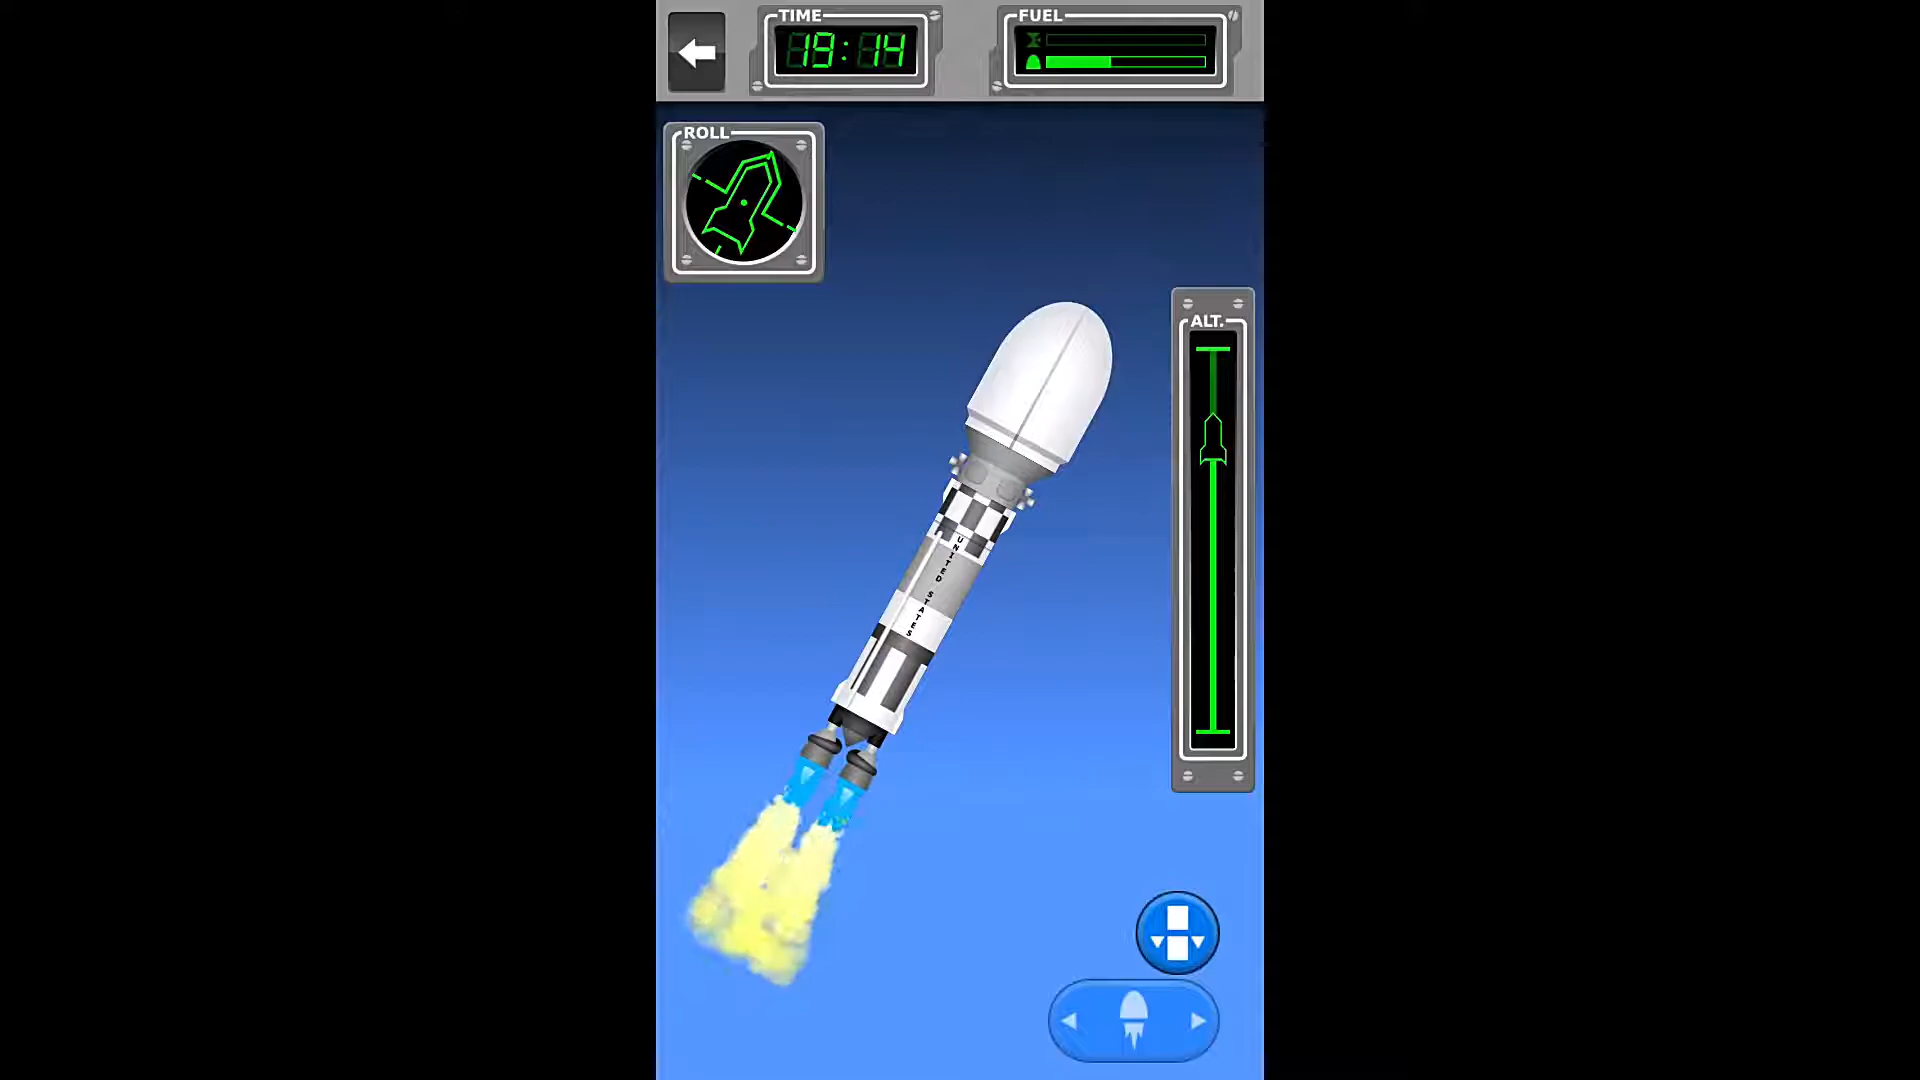 TIME
FUEL
19:14
ROLL
ALT.
UNITED STATES